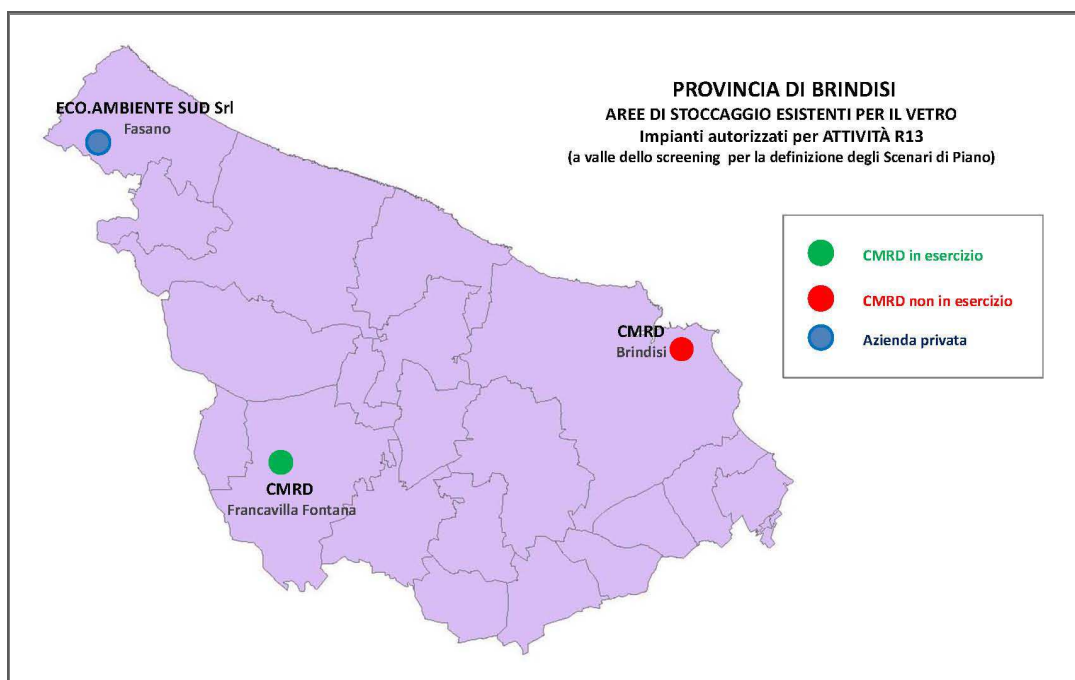 PROVINCIA DI BRINDISI
AREE DI STOCCAGGIO ESISTENTI PER IL VETRO
Impianti autorizzati per ATTIVITÀ R13
(a valle dello screening per la definizione degli Scenari di Piano)
ECO.AMBIENTE SUD Srl
Fasano
CMRD in esercizio
CMRD non in esercizio
Azienda privata
CMRD
Brindisi
CMRD
Francavilla Fontana